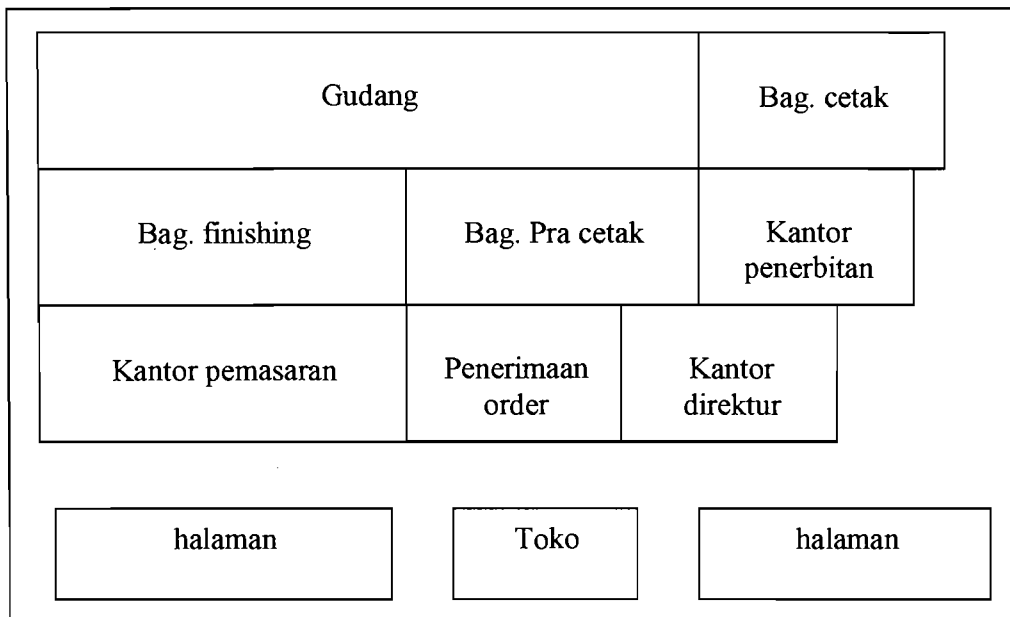 Gudang
Bag. cetak
Bag. finishing
Bag. Pra cetak
Kantor
penerbitan
Kantor pemasaran
Penerimaan
order
Kantor
direktur
halaman
Toko
halaman